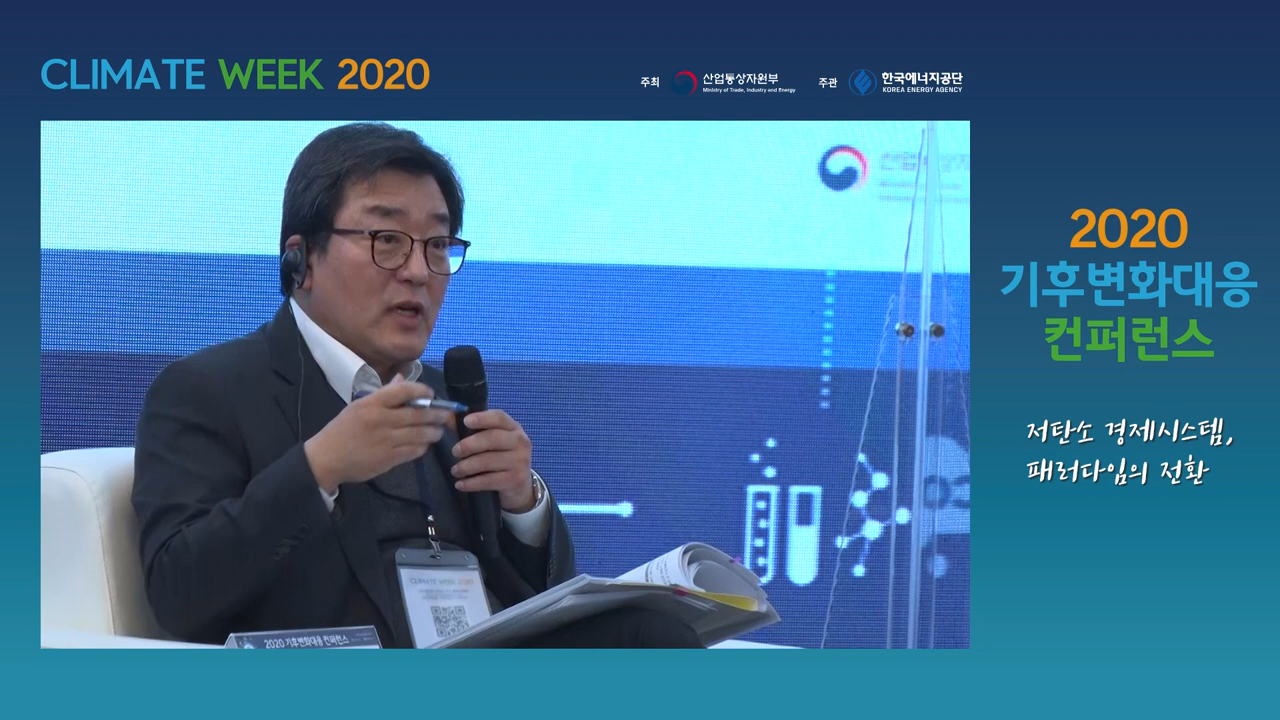 CLIMATE WEEK 2020
주최
산업통상자원부
Ministry of Trade, Industry and Energy
주관
한국에너지공단
KOREA ENERGY AGENCY
2020
기후변화대응
컨퍼런스
저탄소 경제시스템,
패러다임의 전환
CLIMATE WEEK 2020
2020 기후변화대응 컨퍼런스